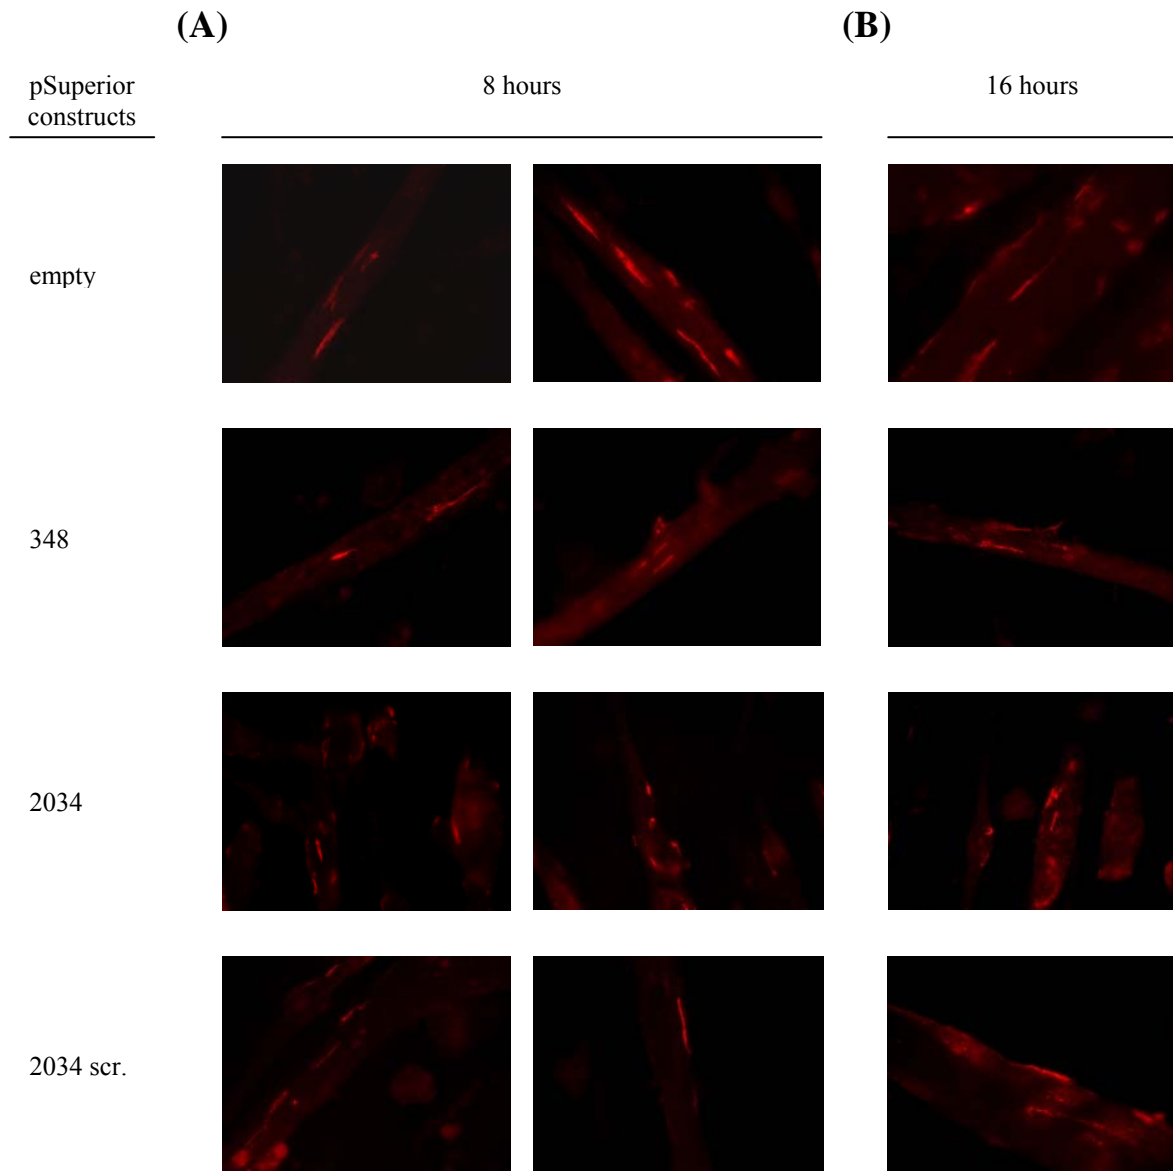 (A)
(B)
pSuperior
constructs
8 hours
16 hours
empty
348
2034
2034 scr.